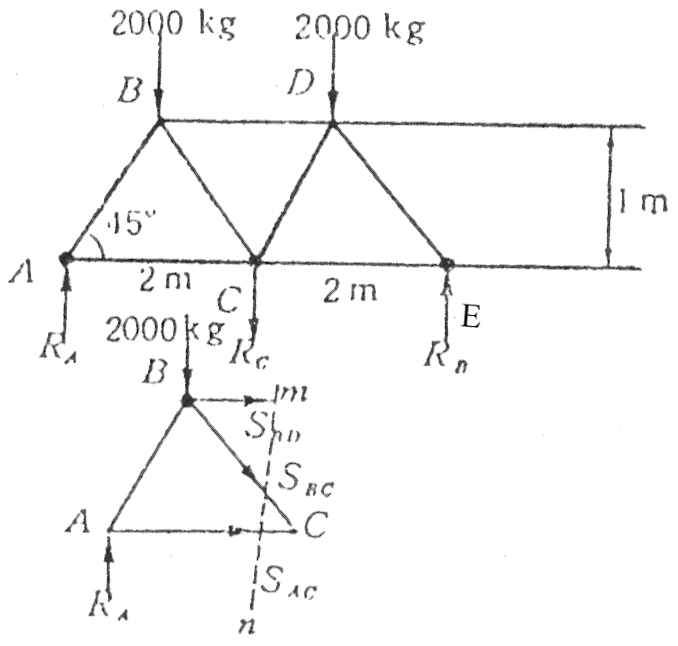 2000 kg 2000 kg
B D
45°
1 m
A 2 m C 2 m E
R_A R_C R_B
2000 kg
B m
S_BD
S_BC
A C
S_AC
R_A
n